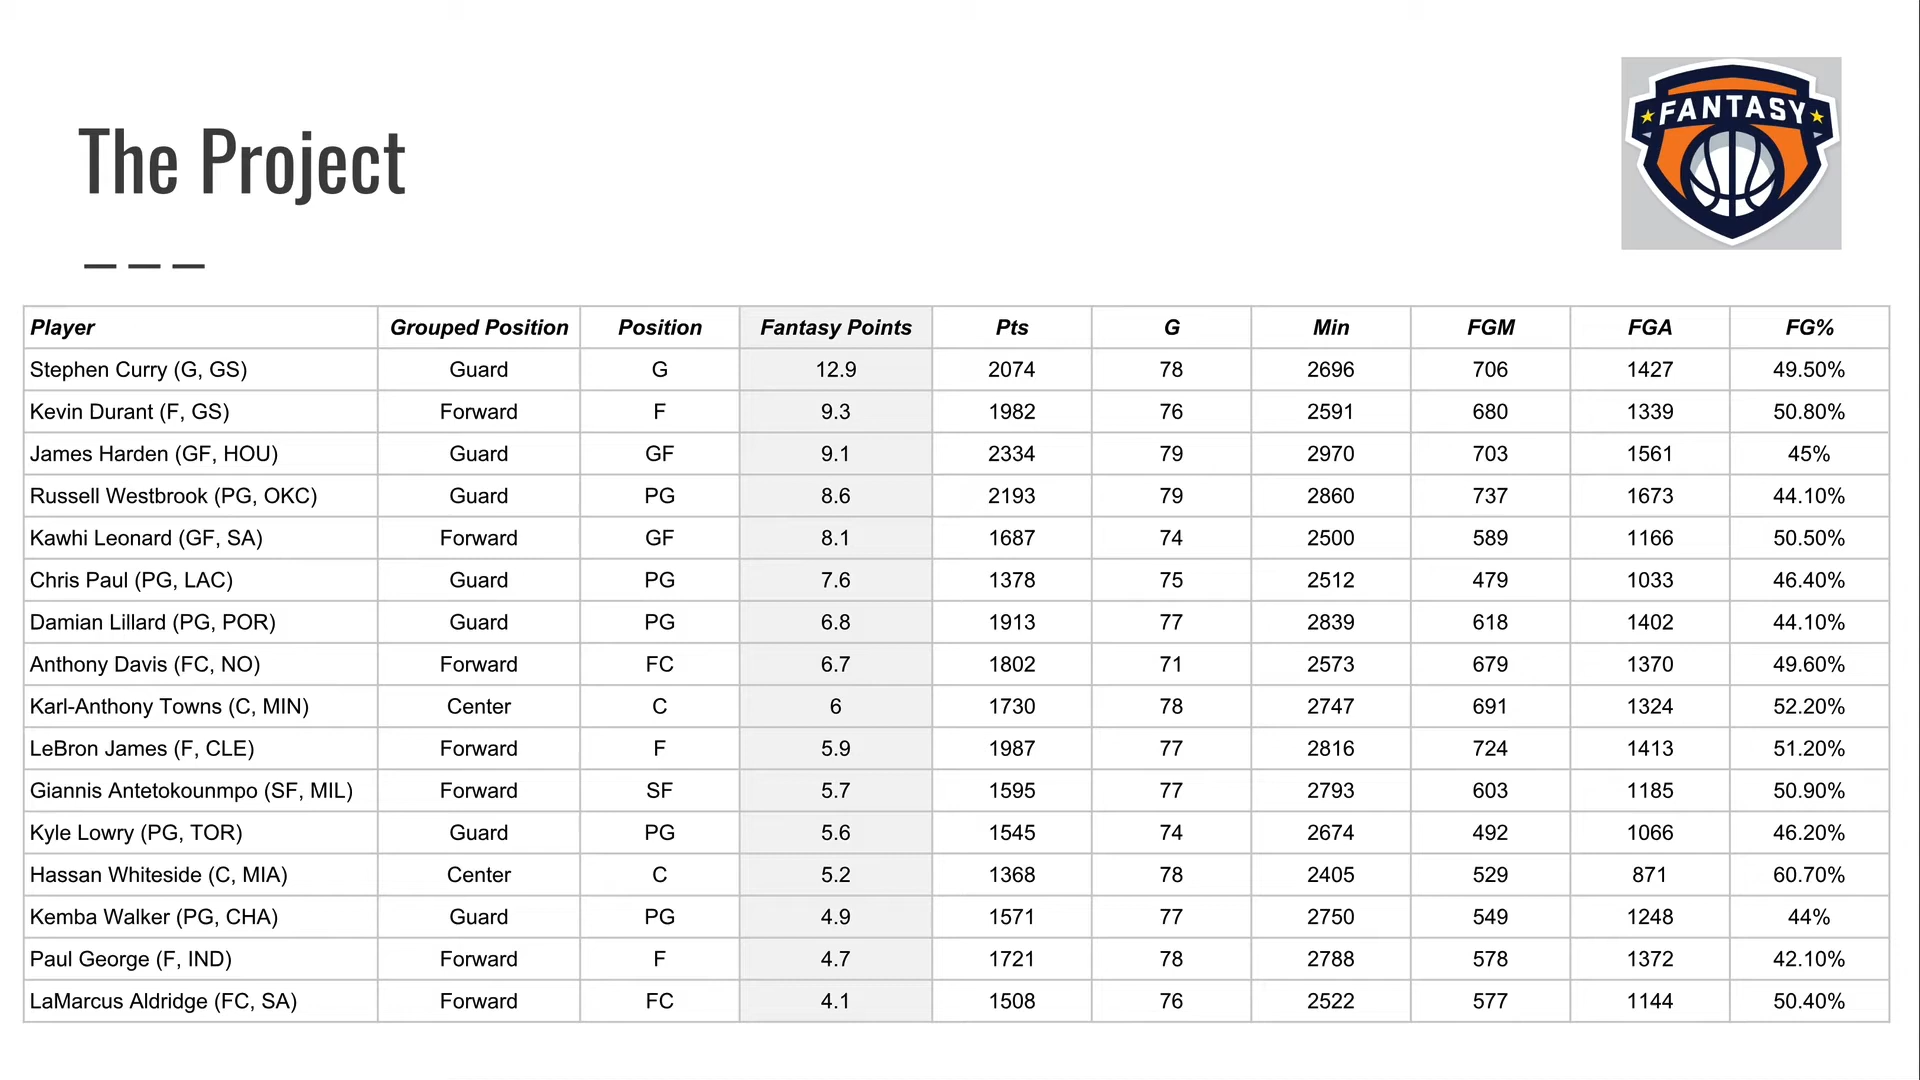 FANTASY
The Project
Player Grouped Position Position Fantasy Points Pts G Min FGM FGA FG%
Stephen Curry (G, GS) Guard G 12.9 2074 78 2696 706 1427 49.50%
Kevin Durant (F, GS) Forward F 9.3 1982 76 2591 680 1339 50.80%
James Harden (GF, HOU) Guard GF 9.1 2334 79 2970 703 1561 45%
Russell Westbrook (PG, OKC) Guard PG 8.6 2193 79 2860 737 1673 44.10%
Kawhi Leonard (GF, SA) Forward GF 8.1 1687 74 2500 589 1166 50.50%
Chris Paul (PG, LAC) Guard PG 7.6 1378 75 2512 479 1033 46.40%
Damian Lillard (PG, POR) Guard PG 6.8 1913 77 2839 618 1402 44.10%
Anthony Davis (FC, NO) Forward FC 6.7 1802 71 2573 679 1370 49.60%
Karl-Anthony Towns (C, MIN) Center C 6 1730 78 2747 691 1324 52.20%
LeBron James (F, CLE) Forward F 5.9 1987 77 2816 724 1413 51.20%
Giannis Antetokounmpo (SF, MIL) Forward SF 5.7 1595 77 2793 603 1185 50.90%
Kyle Lowry (PG, TOR) Guard PG 5.6 1545 74 2674 492 1066 46.20%
Hassan Whiteside (C, MIA) Center C 5.2 1368 78 2405 529 871 60.70%
Kemba Walker (PG, CHA) Guard PG 4.9 1571 77 2750 549 1248 44%
Paul George (F, IND) Forward F 4.7 1721 78 2788 578 1372 42.10%
LaMarcus Aldridge (FC, SA) Forward FC 4.1 1508 76 2522 577 1144 50.40%